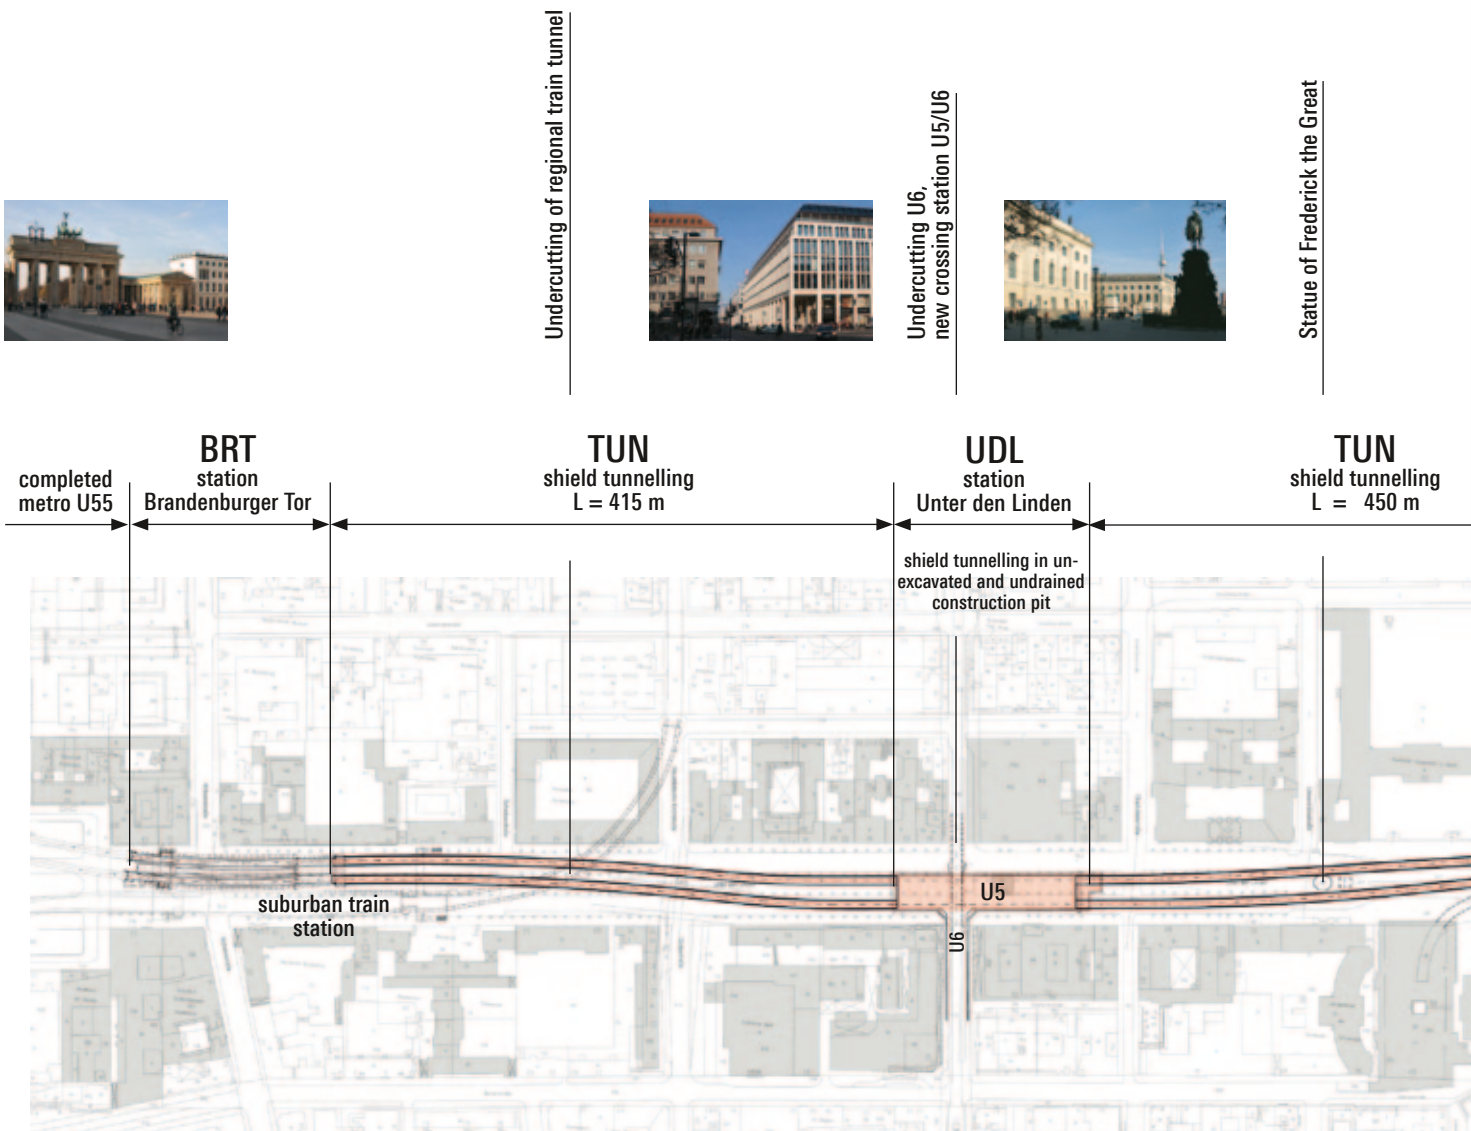 Undercutting of regional train tunnel
Undercutting U6,
new crossing station U5/U6
Statue of Frederick the Great
completed
metro U55
BRT
station
Brandenburger Tor
TUN
shield tunnelling
L = 415 m
UDL
station
Unter den Linden
shield tunnelling in un-
excavated and undrained
construction pit
TUN
shield tunnelling
L = 450 m
suburban train
station
U5
U6